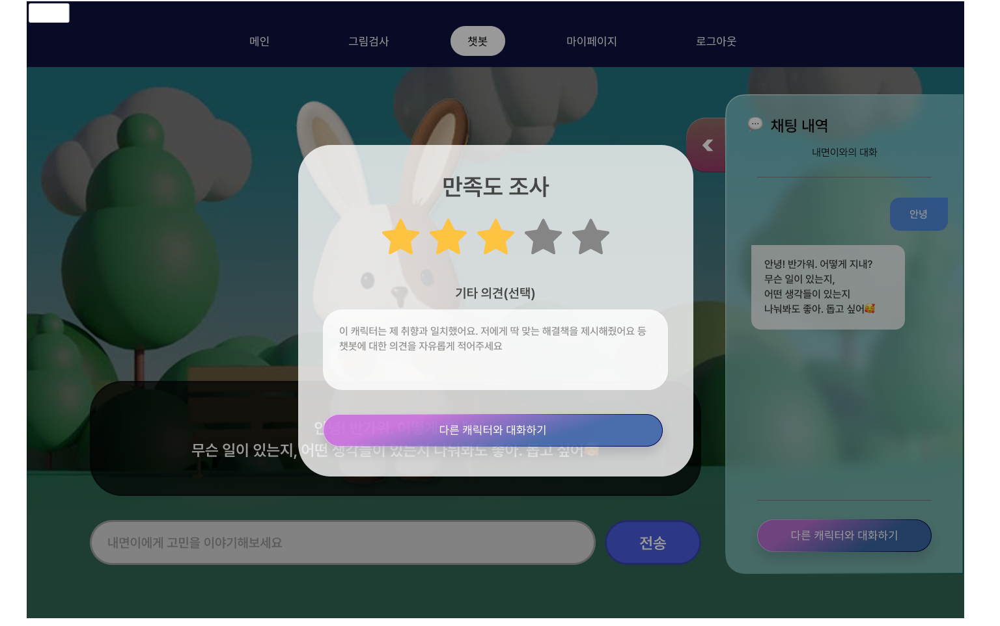 메인
그림검사
챗봇
마이페이지
로그아웃
만족도 조사
기타 의견(선택)
이 캐릭터는 제 취향과 일치했어요. 저에게 딱 맞는 해결책을 제시해줬어요 등
챗봇에 대한 의견을 자유롭게 적어주세요
다른 캐릭터와 대화하기
안녕! 반가워. 어떻게
무슨 일이 있는지, 어떤 생각들이 있는지 나눠봐도 좋아. 돕고 싶어🥰
내면이에게 고민을 이야기해보세요
전송
채팅 내역
내면이와의 대화
안녕
안녕! 반가워. 어떻게 지내?
무슨 일이 있는지,
어떤 생각들이 있는지
나눠봐도 좋아. 돕고 싶어🥰
다른 캐릭터와 대화하기